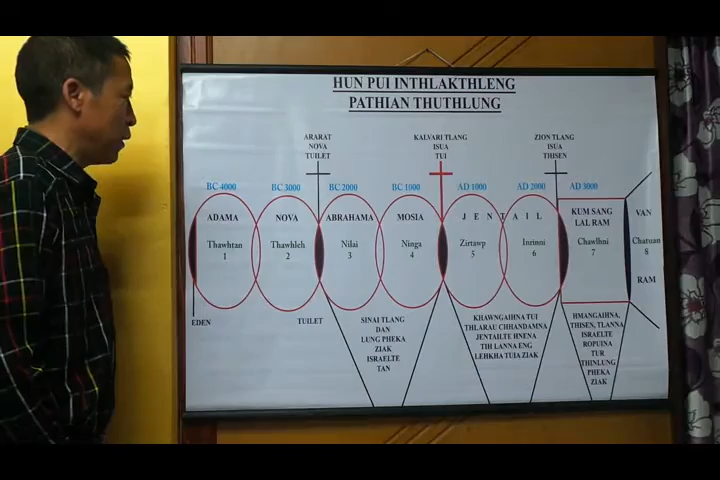 HUN PUI INTHLAKTHLENG
PATHIAN THUTHLUNG
ARARAT
NOVA
TUILET
KALVARI TLANG
ISUA
TUI
ZION TLANG
ISUA
THISEN
BC 4000
BC 3000
BC 2000
BC 1000
AD 1000
AD 2000
AD 3000
ADAMA
Thawhtan
1
NOVA
Thawhleh
2
ABRAHAMA
Nilai
3
MOSIA
Ninga
4
JENTAIL
Zirtawp
5
Inrinni
6
KUM SANG
LAL RAM
Chawlhni
7
VAN
Chatuan
8
RAM
EDEN
TUILET
SINAI TLANG
DAN
LUNG PHEKA
ZIAK
ISRAELTE
TAN
KHAWNGAIHNA TUI
THLARAU CHHANDAMNA
JENTAILTE HNENA
TIH LANNA ENG
LEHKHA TUIA ZIAK
HMANGAIHNA,
THISEN, TLANNA
ISRAELTE
ROPUINA
TUR
THINLUNG
PHEKA
ZIAK